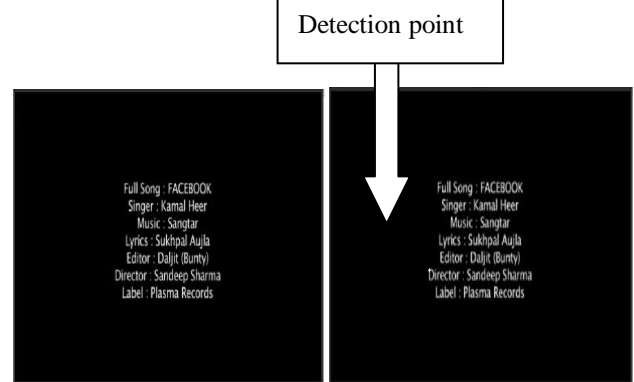 Detection point
Full Song : FACEBOOK
Singer : Kamal Heer
Music : Sangtar
Lyrics : Sukhpal Aujla
Editor : Daljit (Bunty)
Director : Sandeep Sharma
Label : Plasma Records
Full Song : FACEBOOK
Singer : Kamal Heer
Music : Sangtar
Lyrics : Sukhpal Aujla
Editor : Daljit (Bunty)
Director : Sandeep Sharma
Label : Plasma Records